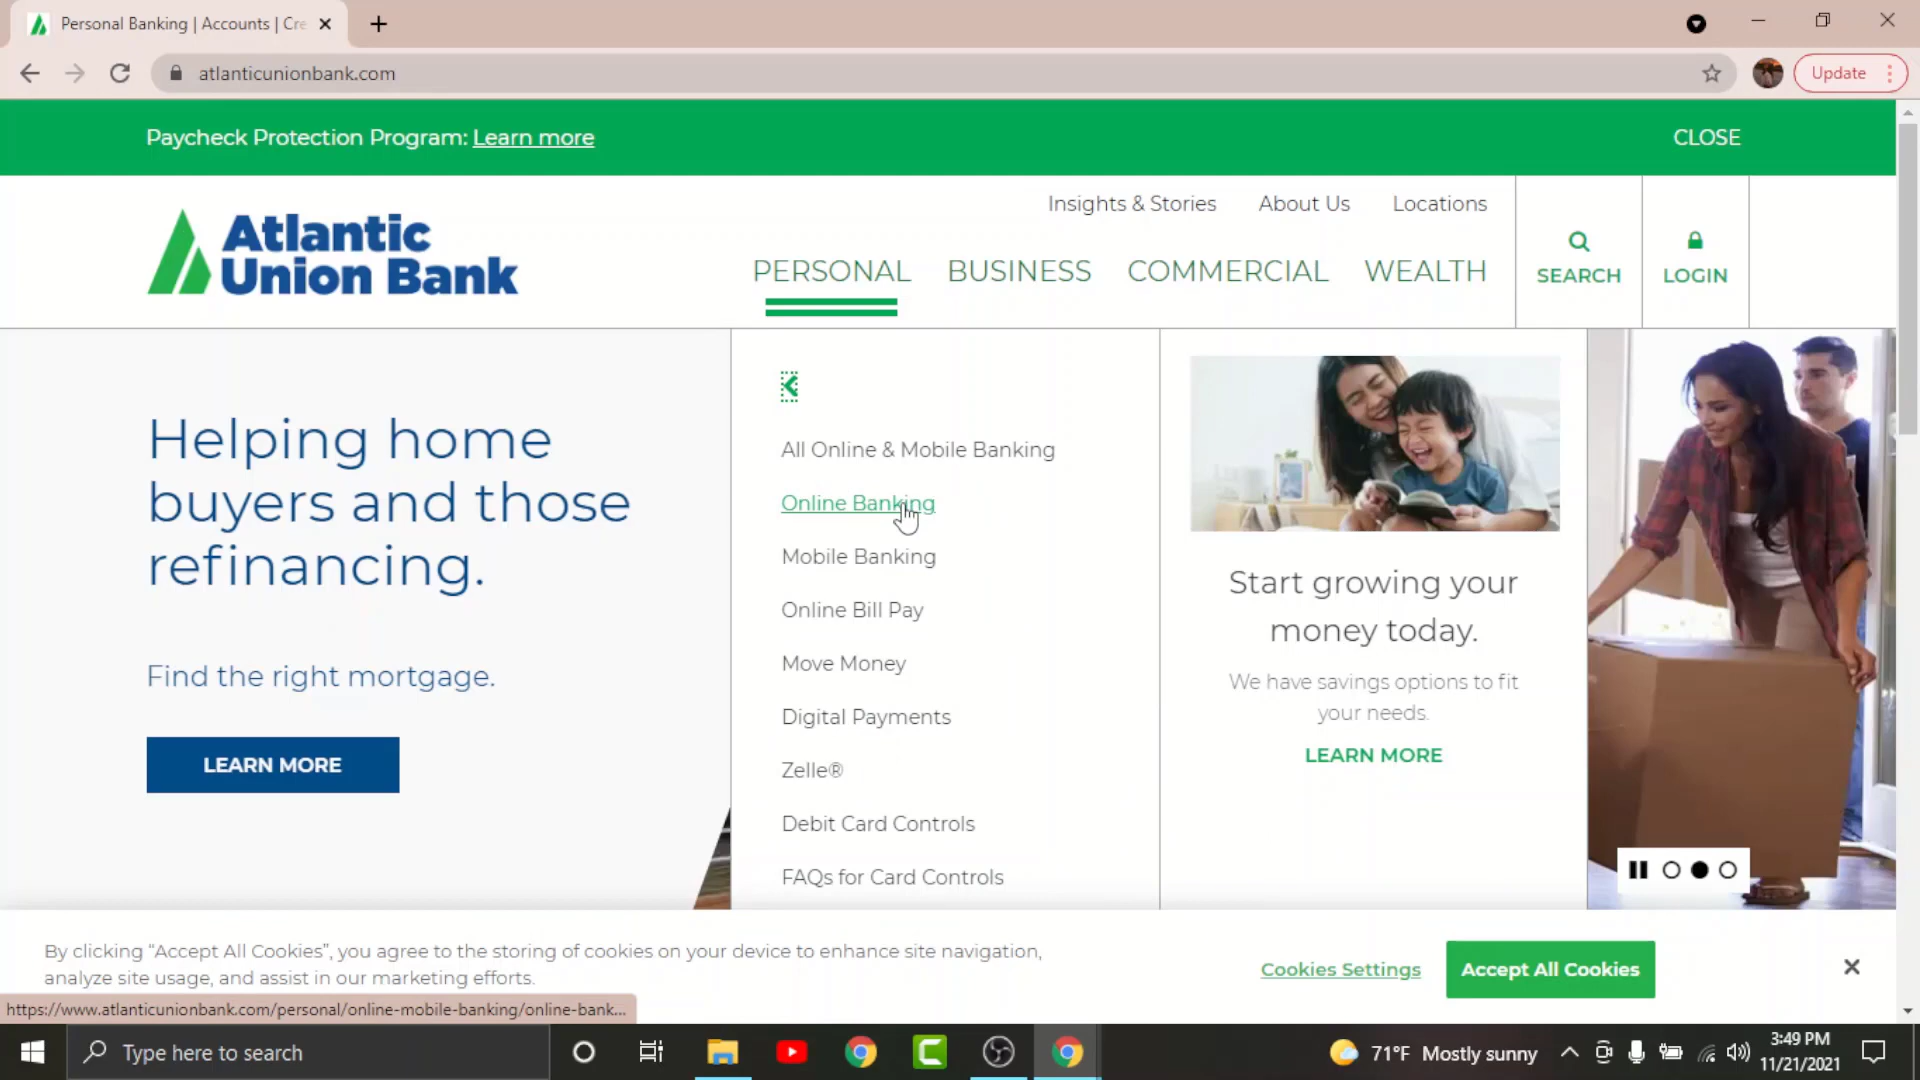 Personal Banking | Accounts | Cre
atlanticunionbank.com
Update
Paycheck Protection Program: Learn more
CLOSE
Insights & Stories
About Us
Locations
Atlantic
Union Bank
PERSONAL
BUSINESS
COMMERCIAL
WEALTH
SEARCH
LOGIN
Helping home
buyers and those
refinancing.
Find the right mortgage.
LEARN MORE
All Online & Mobile Banking
Online Banking
Mobile Banking
Online Bill Pay
Move Money
Digital Payments
Zelle®
Debit Card Controls
FAQs for Card Controls
Start growing your
money today.
We have savings options to fit
your needs.
LEARN MORE
By clicking “Accept All Cookies”, you agree to the storing of cookies on your device to enhance site navigation,
analyze site usage, and assist in our marketing efforts.
Cookies Settings
Accept All Cookies
https://www.atlanticunionbank.com/personal/online-mobile-banking/online-bank...
Type here to search
71°F Mostly sunny
3:49 PM
11/21/2021